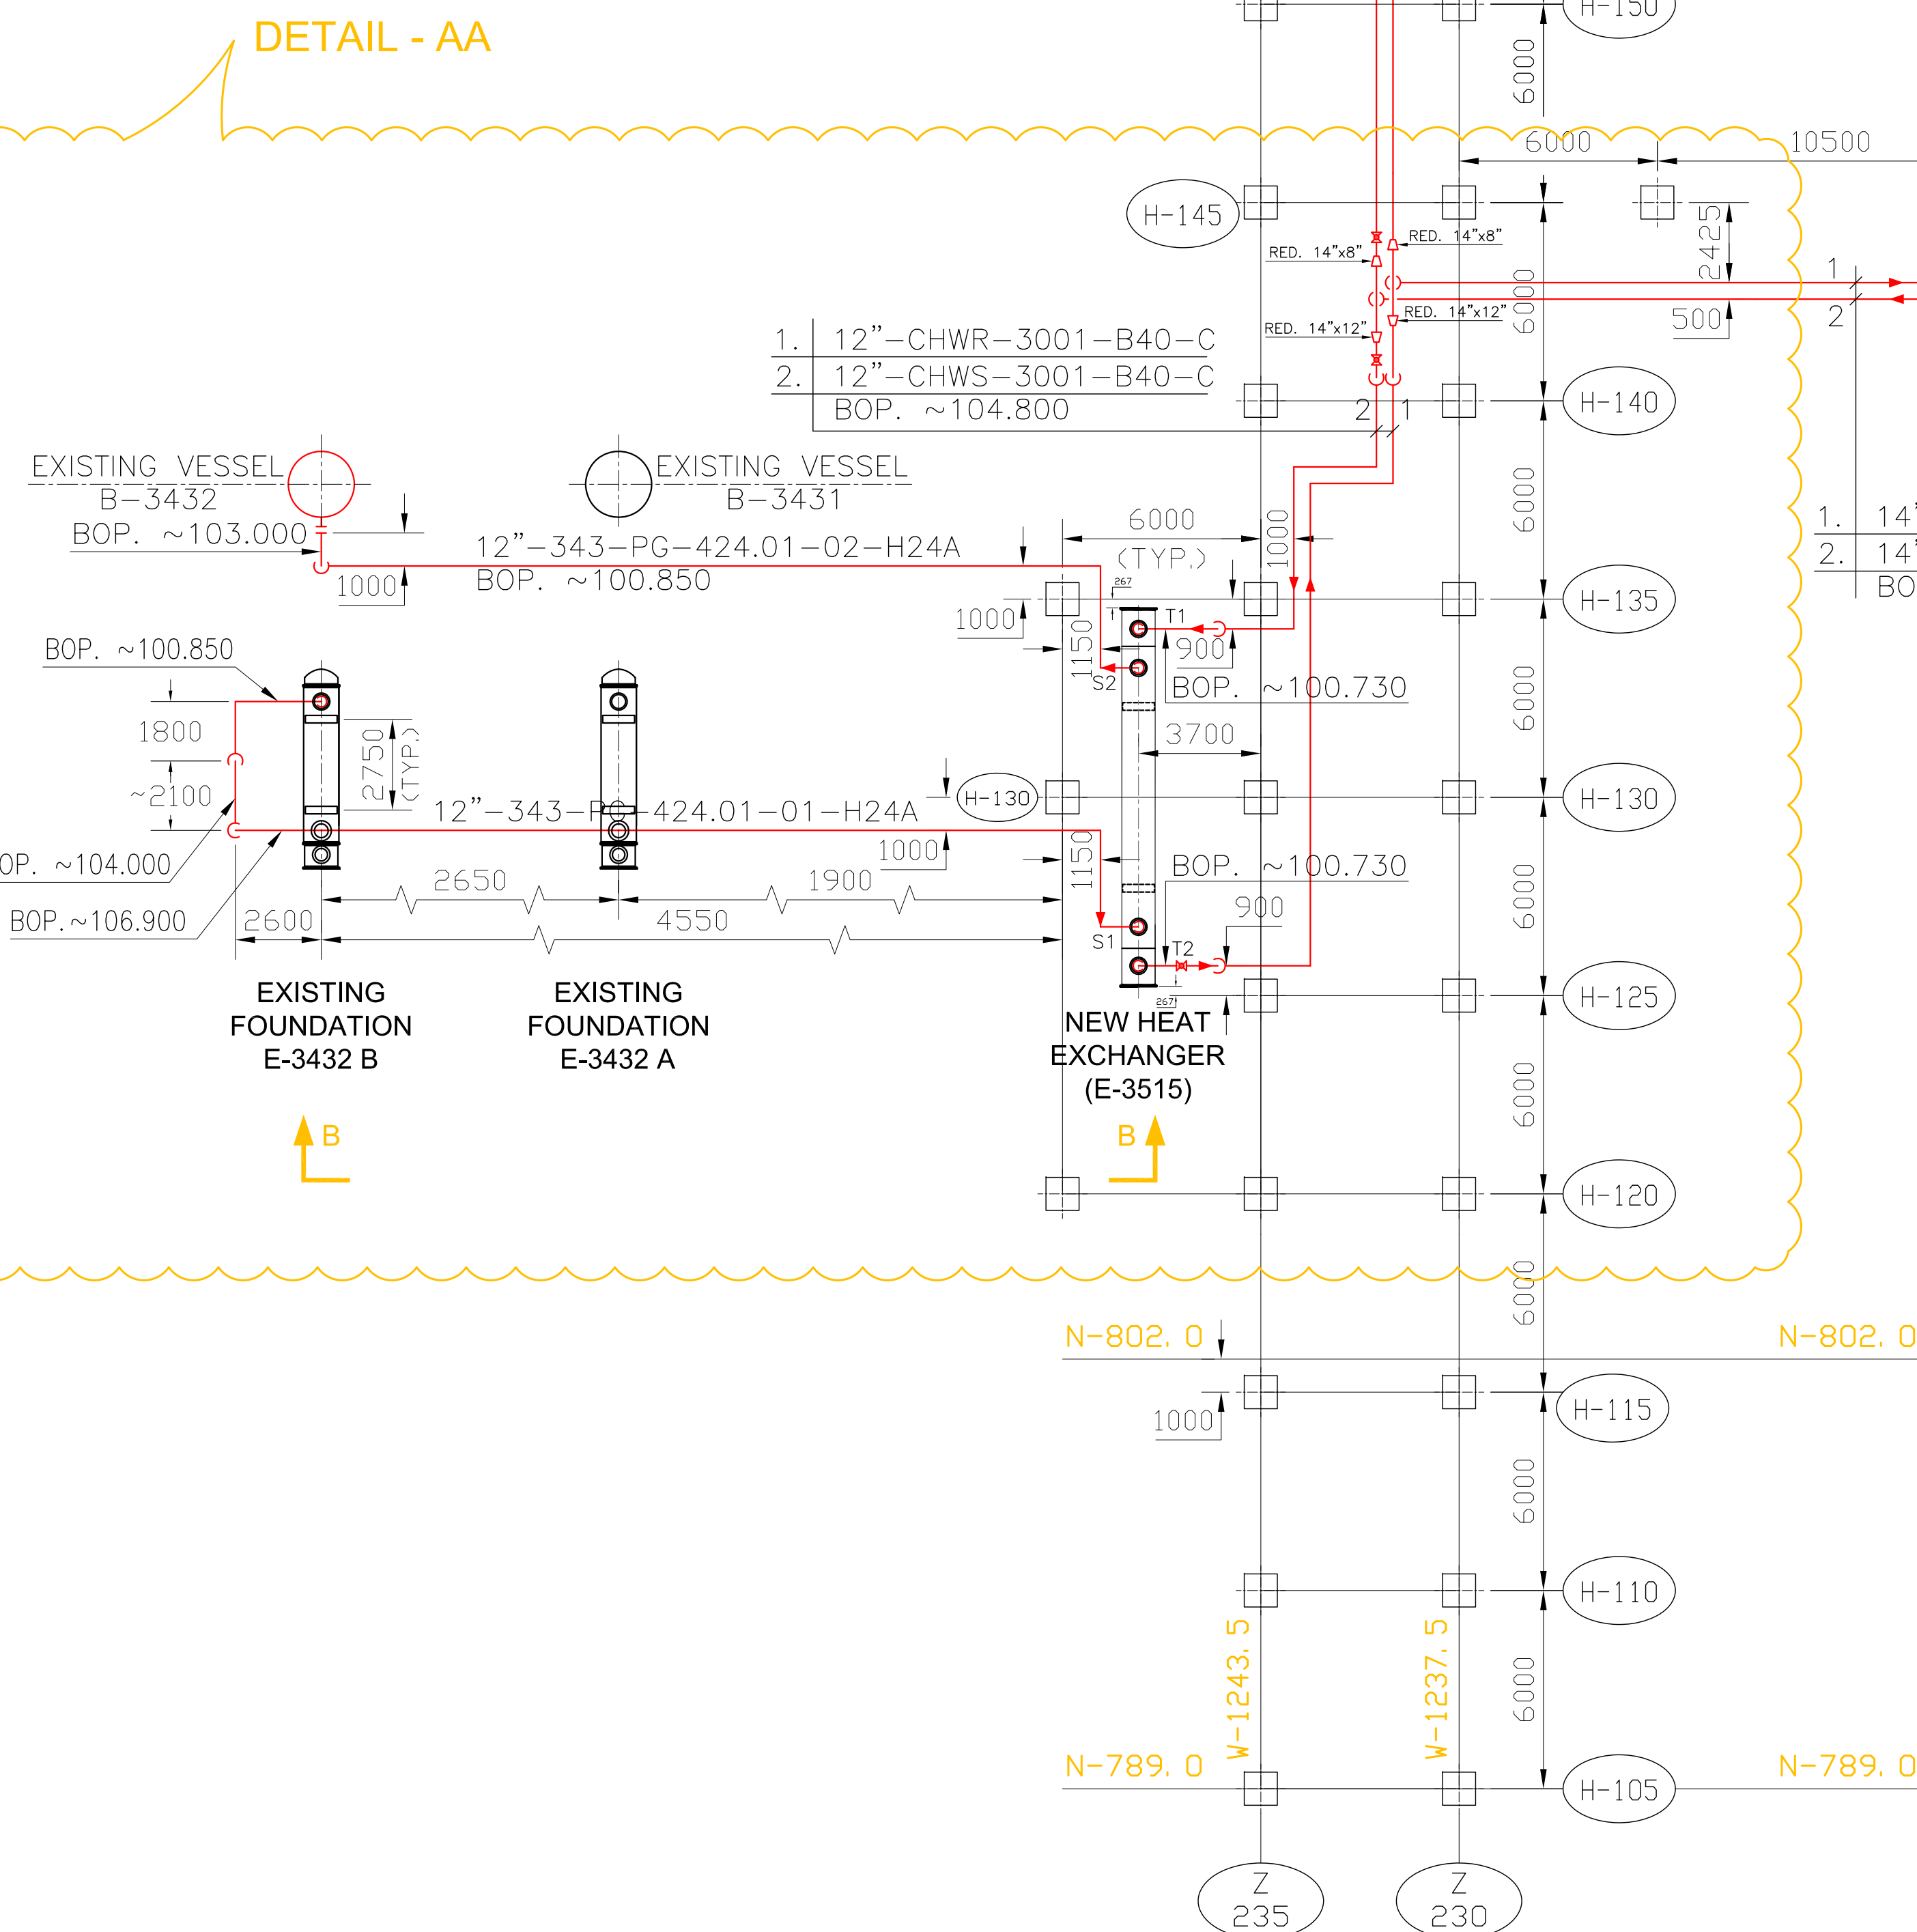 DETAIL - AA
H-150
6000
6000
10500
H-145
RED. 14"x8"
RED. 14"x8"
2425
6000
1
2
500
RED. 14"x12"
RED. 14"x12"
1. 12"-CHWR-3001-B40-C
2. 12"-CHWS-3001-B40-C
BOP. ~104.800
2 1
H-140
EXISTING VESSEL
B-3432
BOP. ~103.000
EXISTING VESSEL
B-3431
6000
(TYP.)
1000
6000
1. 14"
2. 14"
BO
12"-343-PG-424.01-02-H24A
BOP. ~100.850
1000
267
1000
H-135
T1
1150
900
S2
BOP. ~100.730
BOP. ~100.850
1800
~2100
2750
(TYP.)
3700
6000
H-130
H-130
12"-343-PG-424.01-01-H24A
1000
1150
BOP. ~100.730
OP. ~104.000
BOP.~106.900
2600
2650
1900
4550
900
6000
S1
T2
267
H-125
EXISTING
FOUNDATION
E-3432 B
EXISTING
FOUNDATION
E-3432 A
NEW HEAT
EXCHANGER
(E-3515)
6000
B
B
H-120
6000
N-802. 0
N-802. 0
1000
H-115
6000
H-110
W-1243. 5
W-1237. 5
6000
N-789. 0
N-789. 0
H-105
Z
235
Z
230